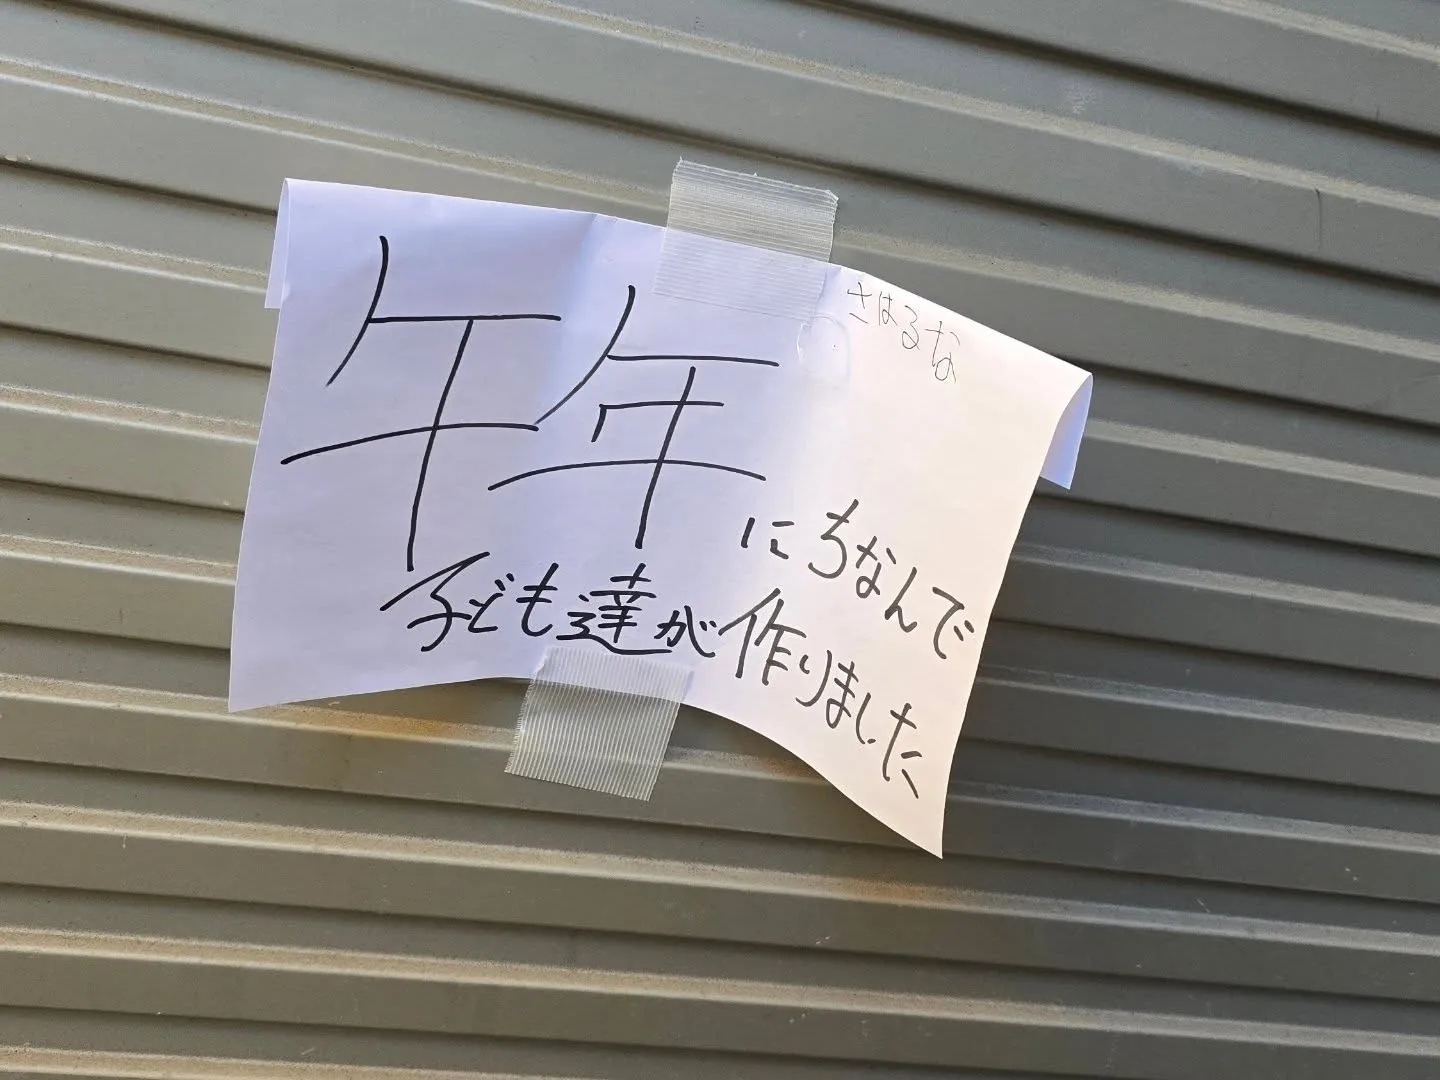 さはるな
午年にちなんで
子ども達が作りました